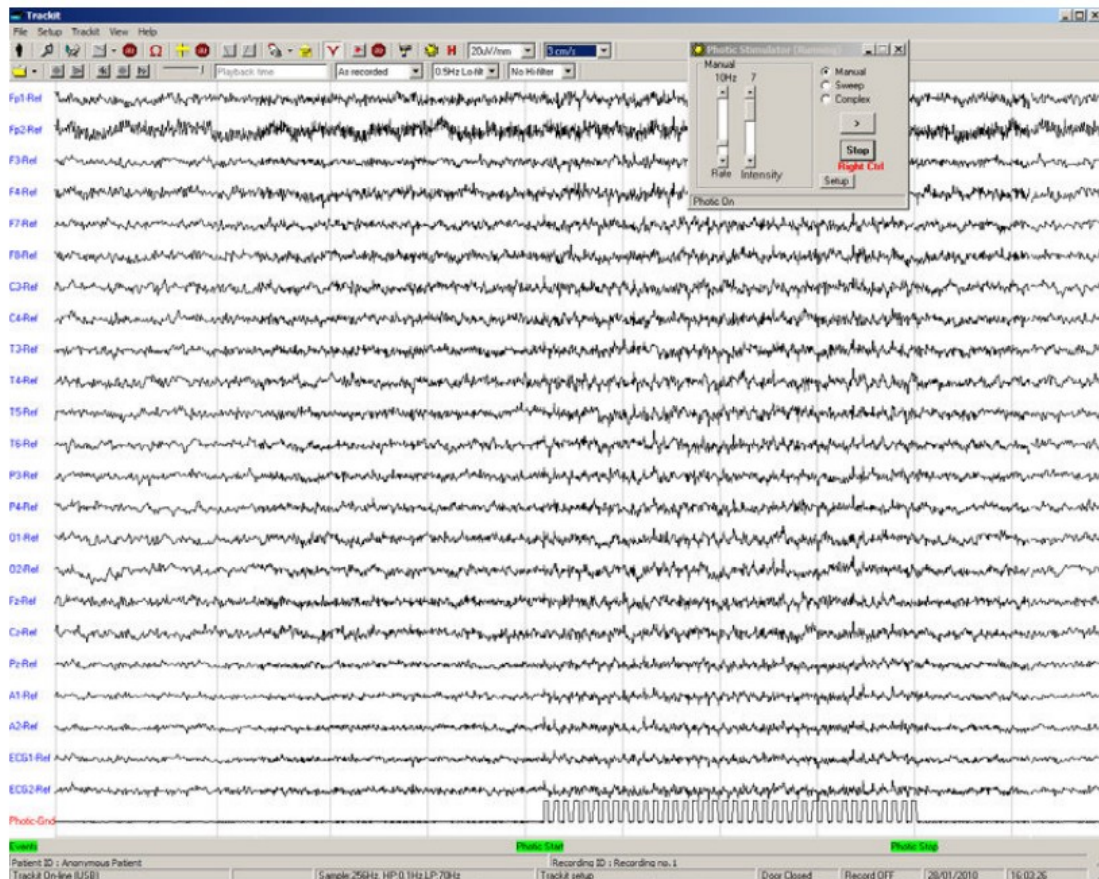 Trackit
File Setup Trackit View Help
20uV/mm 3 cm/s
Playback time As recorded 0.5Hz Lo-filt No Hi-filter
Photic Stimulator (Running)
Manual
10Hz 7
Rate Intensity
Manual
Sweep
Complex
>
Stop
Right Ctrl
Setup
Photic On
Fp1-Ref
Fp2-Ref
F3-Ref
F4-Ref
F7-Ref
F8-Ref
C3-Ref
C4-Ref
T3-Ref
T4-Ref
T5-Ref
T6-Ref
P3-Ref
P4-Ref
O1-Ref
O2-Ref
Fz-Ref
Cz-Ref
Pz-Ref
A1-Ref
A2-Ref
ECG1-Ref
ECG2-Ref
Photic-Gnd
Events Photic Start Photic Stop
Patient ID : Anonymous Patient Recording ID : Recording no. 1
Trackit On-line (USB) Sample:256Hz, HP:0.1Hz LP:70Hz Trackit setup Door Closed Record OFF 28/01/2010 16:03:26